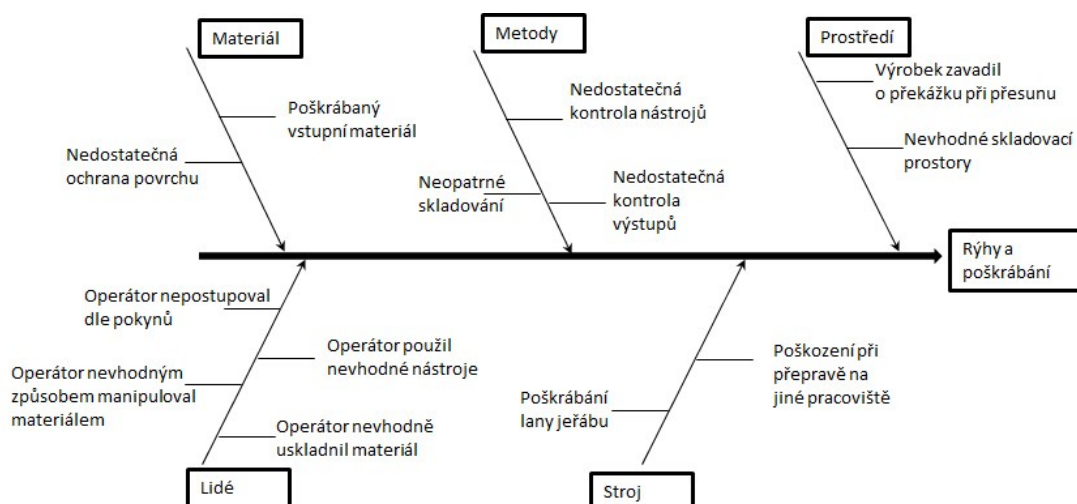 Materiál
Metody
Prostředí
Poškrábaný
vstupní materiál
Nedostatečná
ochrana povrchu
Nedostatečná
kontrola nástrojů
Neopatrné
skladování
Nedostatečná
kontrola
výstupů
Výrobek zavadil
o překážku při přesunu
Nevhodné skladovací
prostory
Rýhy a
poškrábání
Operátor nepostupoval
dle pokynů
Operátor použil
nevhodné nástroje
Operátor nevhodným
způsobem manipuloval
materiálem
Operátor nevhodně
uskladnil materiál
Poškození při
přepravě na
jiné pracoviště
Poškrábání
lany jeřábu
Lidé
Stroj